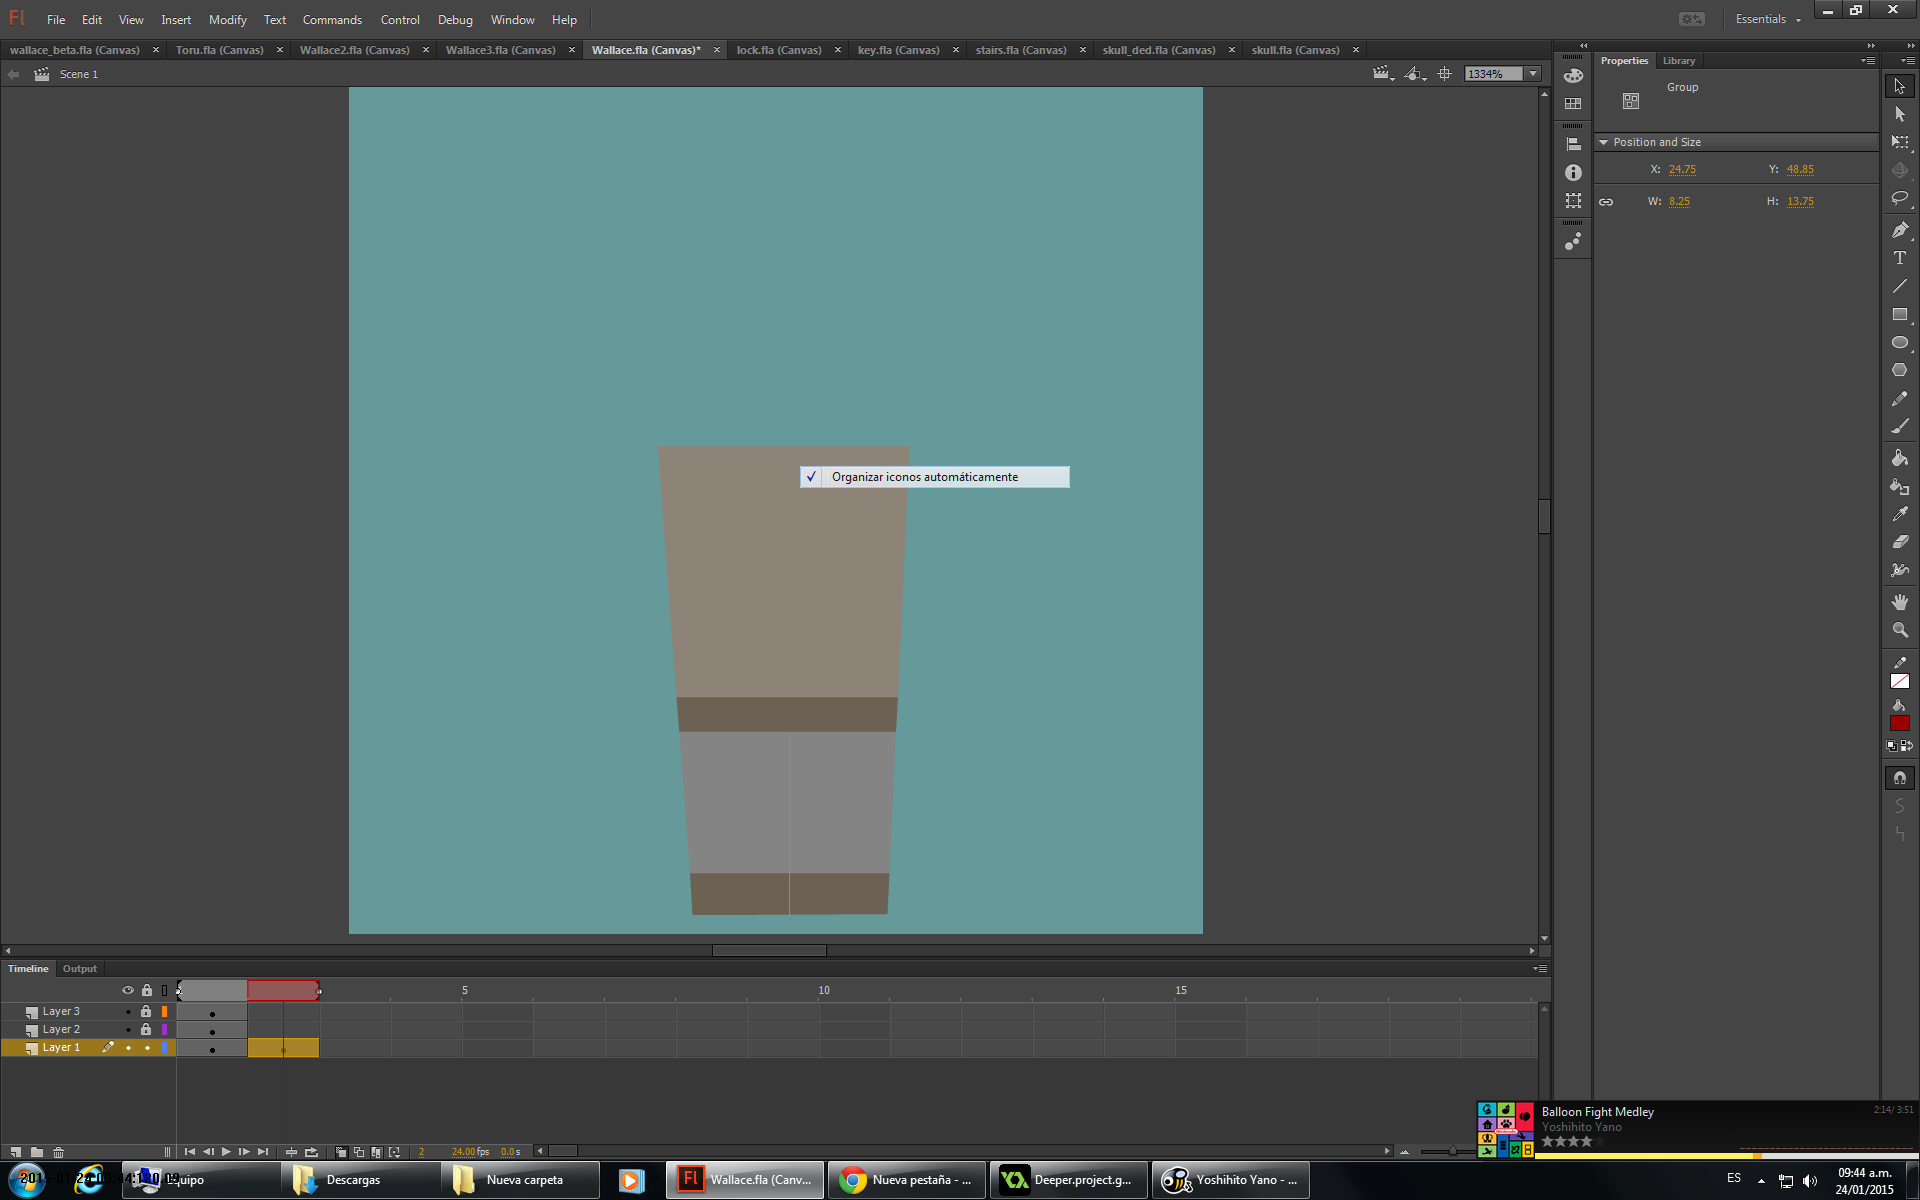 Fl File Edit View Insert Modify Text Commands Control Debug Window Help Essentials
wallace_beta.fla (Canvas) Toru.fla (Canvas) Wallace2.fla (Canvas) Wallace3.fla (Canvas) Wallace.fla (Canvas)* lock.fla (Canvas) key.fla (Canvas) stairs.fla (Canvas) skull_ded.fla (Canvas) skull.fla (Canvas)
Scene 1 1334%
Properties Library
Group
Position and Size
X: 24.75 Y: 48.85
W: 8.25 H: 13.75
Organizar iconos automáticamente
Timeline Output
5 10 15
Layer 3
Layer 2
Layer 1
2 24.00 fps 0.0 s
Balloon Fight Medley 2:14/ 3:51
Yoshihito Yano
Equipo Descargas Nueva carpeta Fl Wallace.fla (Canv... Nueva pestaña - ... Deeper.project.g... Yoshihito Yano - ... ES
09:44 a.m.
24/01/2015